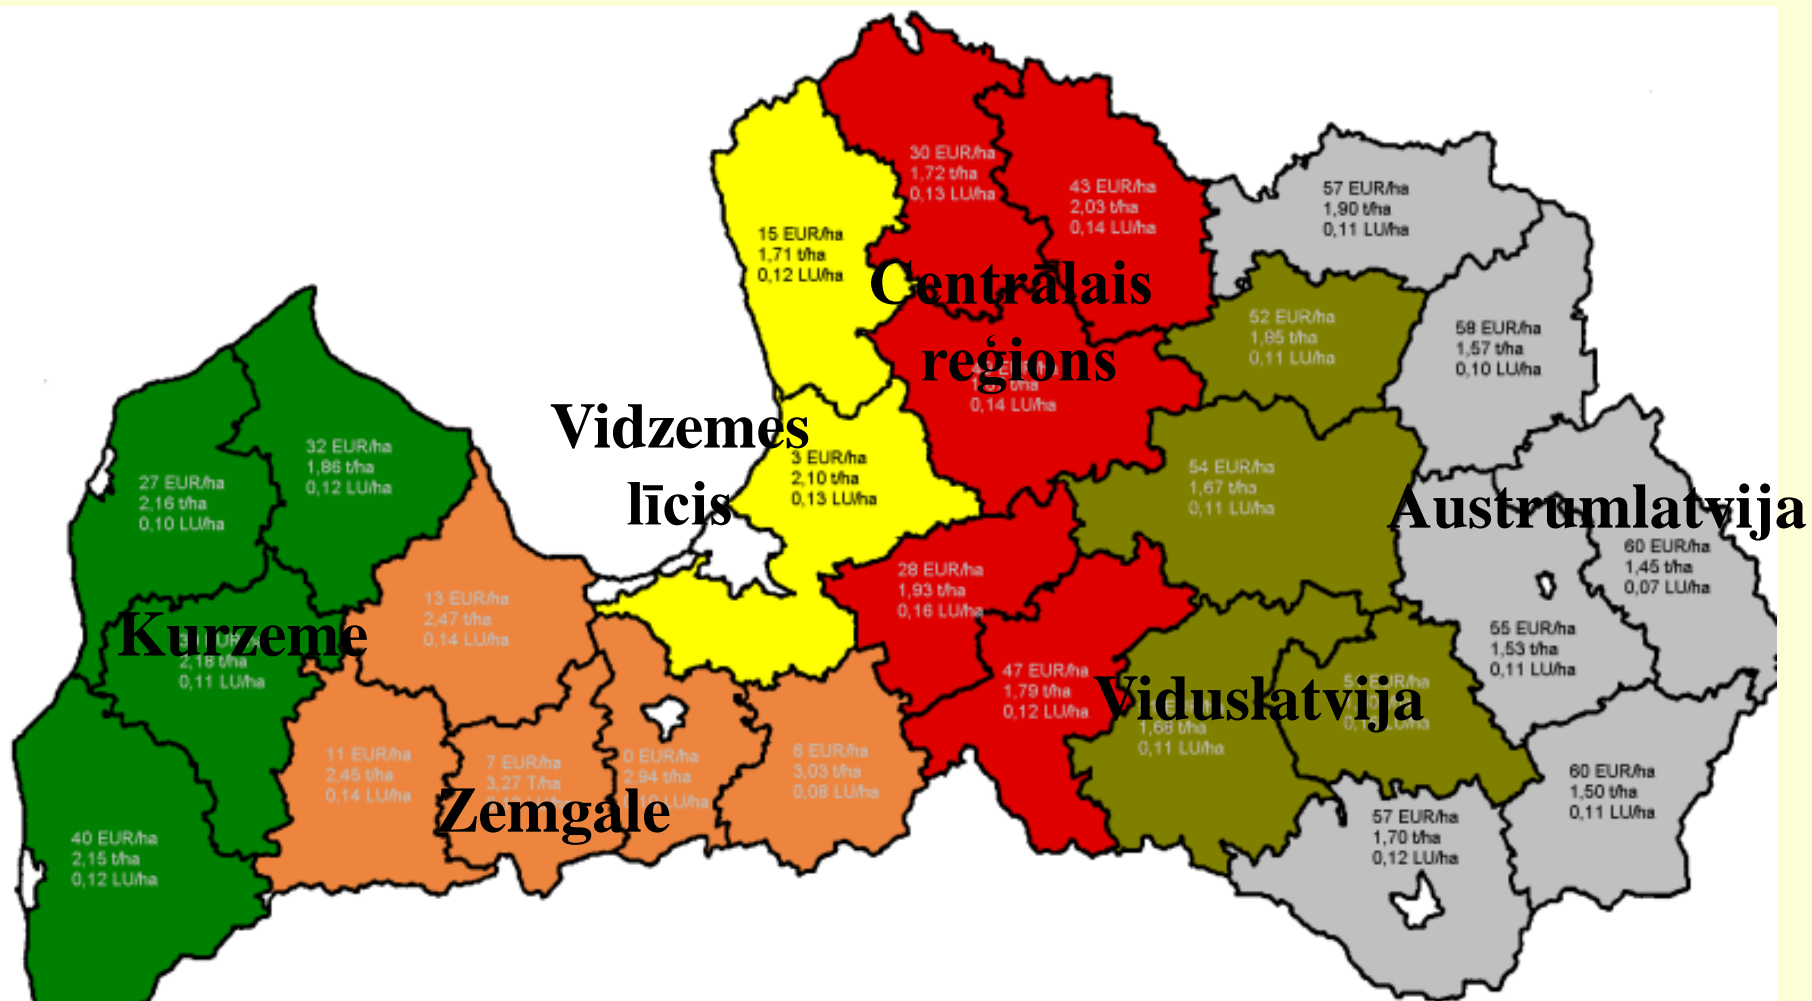 30 EUR/ha
1,72 t/ha
0,13 LU/ha
43 EUR/ha
2,03 t/ha
0,14 LU/ha
57 EUR/ha
1,90 t/ha
0,11 LU/ha
15 EUR/ha
1,71 t/ha
0,12 LU/ha
Centrālais
reģions
0,14 LU/ha
52 EUR/ha
1,85 t/ha
0,11 LU/ha
58 EUR/ha
1,57 t/ha
0,10 LU/ha
Vidzemes
līcis
3 EUR/ha
2,10 t/ha
0,13 LU/ha
32 EUR/ha
1,86 t/ha
0,12 LU/ha
27 EUR/ha
2,16 t/ha
0,10 LU/ha
54 EUR/ha
1,67 t/ha
0,11 LU/ha
Austrumlatvija
60 EUR/ha
1,45 t/ha
0,07 LU/ha
28 EUR/ha
1,93 t/ha
0,16 LU/ha
13 EUR/ha
2,47 t/ha
0,14 LU/ha
Kurzeme
2,18 t/ha
0,11 LU/ha
55 EUR/ha
1,53 t/ha
0,11 LU/ha
47 EUR/ha
1,79 t/ha
0,12 LU/ha
Viduslatvija
1,68 t/ha
0,11 LU/ha
11 EUR/ha
2,45 t/ha
0,14 LU/ha
7 EUR/ha
3,27 T/ha
0 EUR/ha
2,94 t/ha
6 EUR/ha
3,03 t/ha
0,08 LU/ha
Zemgale
60 EUR/ha
1,50 t/ha
0,11 LU/ha
57 EUR/ha
1,70 t/ha
0,12 LU/ha
40 EUR/ha
2,15 t/ha
0,12 LU/ha